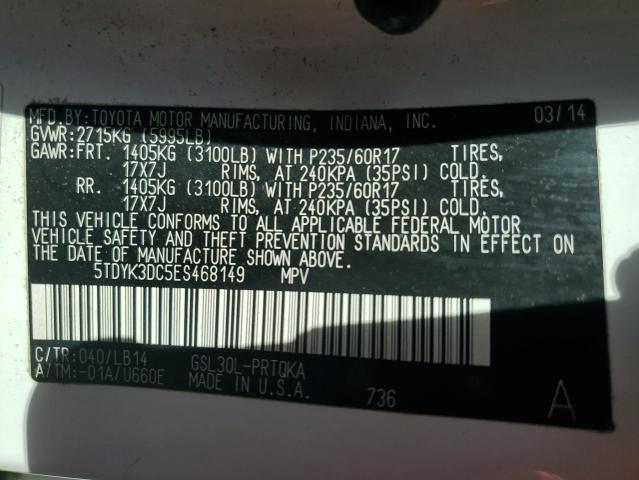 MFD.BY:TOYOTA MOTOR MANUFACTURING, INDIANA, INC. 03/14
GVWR:2715KG (5995LB)
GAWR:FRT. 1405KG (3100LB) WITH P235/60R17 TIRES,
17X7J RIMS, AT 240KPA (35PSI) COLD.
RR. 1405KG (3100LB) WITH P235/60R17 TIRES,
17X7J RIMS, AT 240KPA (35PSI) COLD.
THIS VEHICLE CONFORMS TO ALL APPLICABLE FEDERAL MOTOR
VEHICLE SAFETY AND THEFT PREVENTION STANDARDS IN EFFECT ON
THE DATE OF MANUFACTURE SHOWN ABOVE.
5TDYK3DC5ES468149 MPV
C/TR:040/LB14 GSL30L-PRTQKA
A/TM:-01A/U660E MADE IN U.S.A.
736 A